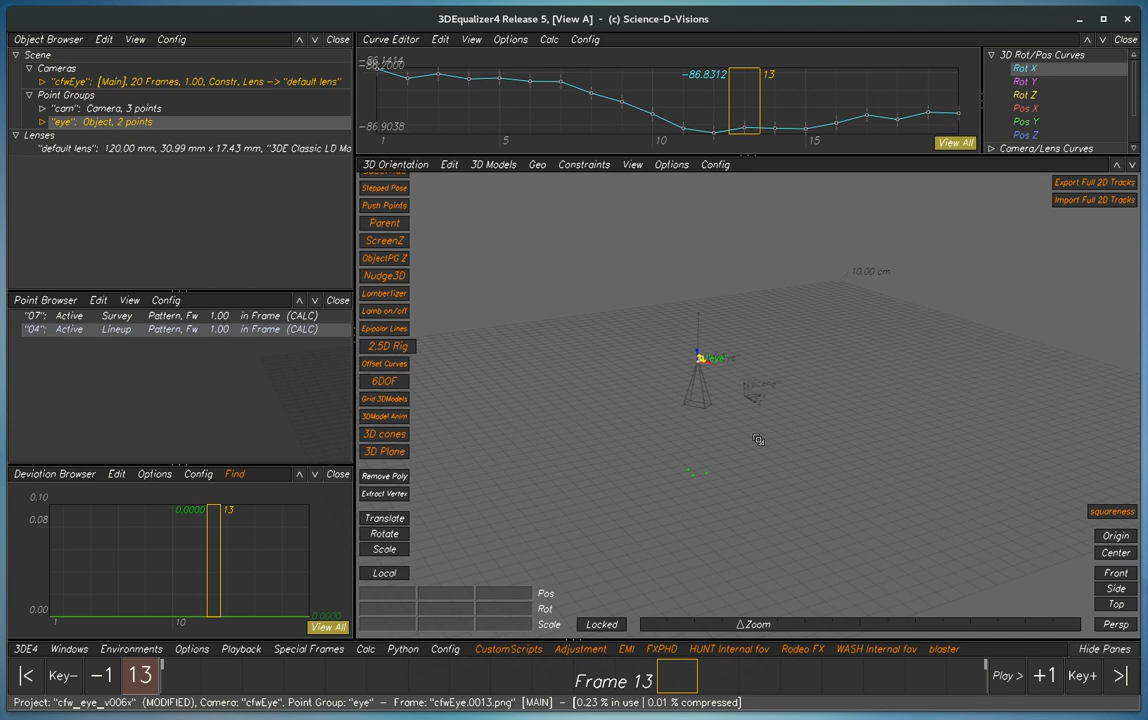 3DEqualizer4 Release 5, [View A] - (c) Science-D-Visions
Object Browser Edit View Config Close
Scene
Cameras
"cfwEye": [Main], 20 Frames, 1.00, Constr, Lens -> "default lens"
Point Groups
"cam": Camera, 3 points
"eye": Object, 2 points
Lenses
"default lens": 120.00 mm, 30.99 mm x 17.43 mm, "3DE Classic LD Mo
Curve Editor Edit View Options Calc Config Close
-86.8312 13
-86.9038
1 5 10 15
View All
3D Rot/Pos Curves
Rot X
Rot Y
Rot Z
Pos X
Pos Y
Pos Z
Camera/Lens Curves
3D Orientation Edit 3D Models Geo Constraints View Options Config
Stepped Pose
Push Points
Parent
ScreenZ
ObjectPG Z
Nudge3D
Lambertizer
Lamb on/off
Epipolar Lines
2.5D Rig
Offset Curves
6DOF
Grid 3DModels
3DModel Anim
3D cones
3D Plane
Remove Poly
Extract Vertex
Translate
Rotate
Scale
Local
Export Full 2D Tracks
Import Full 2D Tracks
10.00 cm
"eye"
squareness
Origin
Center
Front
Side
Top
Persp
Pos
Rot
Scale Locked Zoom
Point Browser Edit View Config Close
"07": Active Survey Pattern, Fw 1.00 in Frame (CALC)
"04": Active Lineup Pattern, Fw 1.00 in Frame (CALC)
Deviation Browser Edit Options Config Find Close
0.10
0.08
0.00
0.0000 13
0.0000
1 10
View All
3DE4 Windows Environments Options Playback Special Frames Calc Python Config CustomScripts Adjustment EMI FXPHD HUNT Internal fov Rodeo FX WASH Internal fov blaster Hide Panes
|< Key- -1 13 Frame 13 Play > +1 Key+ >|
Project: "cfw_eye_v006x" (MODIFIED), Camera: "cfwEye", Point Group: "eye" - Frame: "cfwEye.0013.png" [MAIN] - [0.23 % in use | 0.01 % compressed]